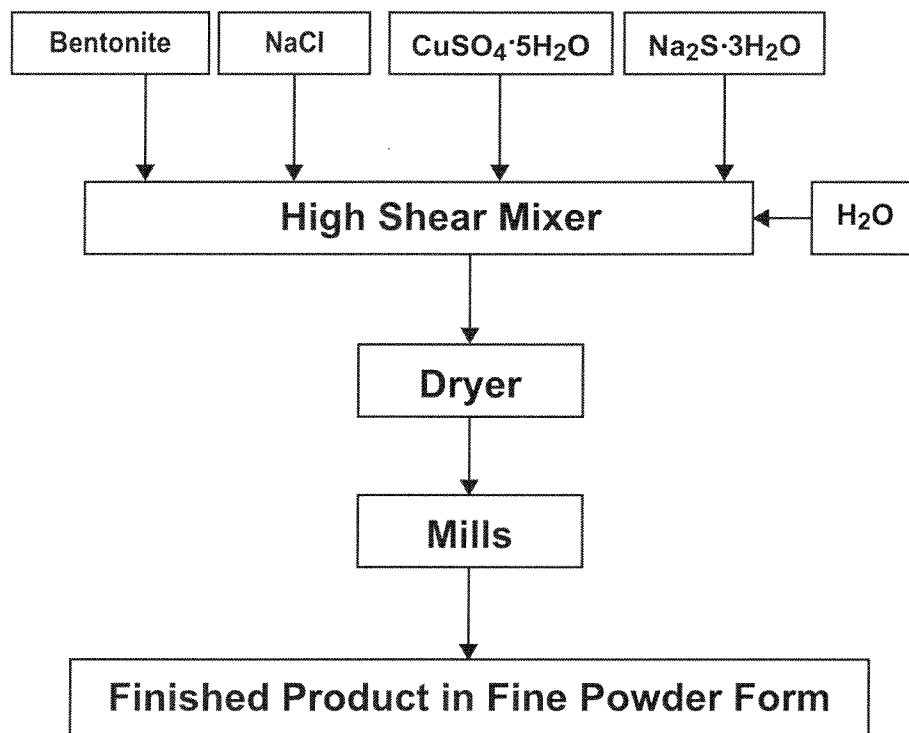 Bentonite
NaCl
CuSO₄·5H₂O
Na₂S·3H₂O
High Shear Mixer
H₂O
Dryer
Mills
Finished Product in Fine Powder Form